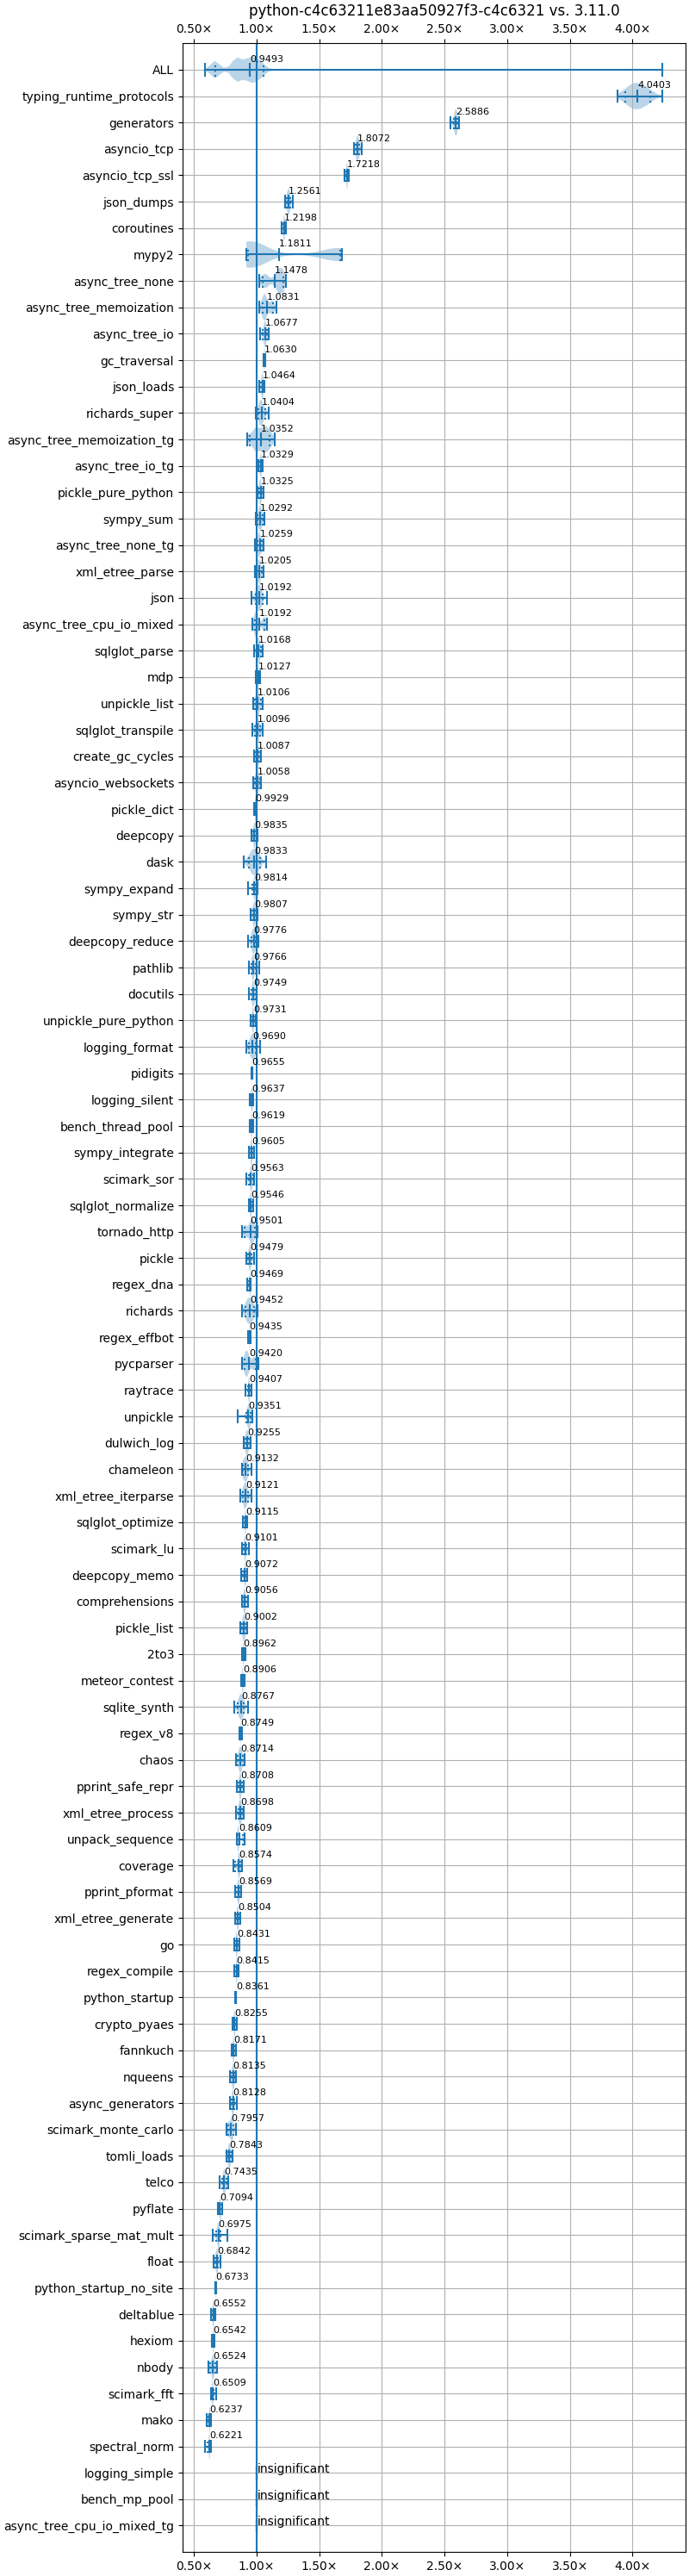 python-c4c63211e83aa50927f3-c4c6321 vs. 3.11.0
0.50× 1.00× 1.50× 2.00× 2.50× 3.00× 3.50× 4.00×
ALL 0.9493
typing_runtime_protocols 4.0403
generators 2.5886
asyncio_tcp 1.8072
asyncio_tcp_ssl 1.7218
json_dumps 1.2561
coroutines 1.2198
mypy2 1.1811
async_tree_none 1.1478
async_tree_memoization 1.0831
async_tree_io 1.0677
gc_traversal 1.0630
json_loads 1.0464
richards_super 1.0404
async_tree_memoization_tg 1.0352
async_tree_io_tg 1.0329
pickle_pure_python 1.0325
sympy_sum 1.0292
async_tree_none_tg 1.0259
xml_etree_parse 1.0205
json 1.0192
async_tree_cpu_io_mixed 1.0192
sqlglot_parse 1.0168
mdp 1.0127
unpickle_list 1.0106
sqlglot_transpile 1.0096
create_gc_cycles 1.0087
asyncio_websockets 1.0058
pickle_dict 0.9929
deepcopy 0.9835
dask 0.9833
sympy_expand 0.9814
sympy_str 0.9807
deepcopy_reduce 0.9776
pathlib 0.9766
docutils 0.9749
unpickle_pure_python 0.9731
logging_format 0.9690
pidigits 0.9655
logging_silent 0.9637
bench_thread_pool 0.9619
sympy_integrate 0.9605
scimark_sor 0.9563
sqlglot_normalize 0.9546
tornado_http 0.9501
pickle 0.9479
regex_dna 0.9469
richards 0.9452
regex_effbot 0.9435
pycparser 0.9420
raytrace 0.9407
unpickle 0.9351
dulwich_log 0.9255
chameleon 0.9132
xml_etree_iterparse 0.9121
sqlglot_optimize 0.9115
scimark_lu 0.9101
deepcopy_memo 0.9072
comprehensions 0.9056
pickle_list 0.9002
2to3 0.8962
meteor_contest 0.8906
sqlite_synth 0.8767
regex_v8 0.8749
chaos 0.8714
pprint_safe_repr 0.8708
xml_etree_process 0.8698
unpack_sequence 0.8609
coverage 0.8574
pprint_pformat 0.8569
xml_etree_generate 0.8504
go 0.8431
regex_compile 0.8415
python_startup 0.8361
crypto_pyaes 0.8255
fannkuch 0.8171
nqueens 0.8135
async_generators 0.8128
scimark_monte_carlo 0.7957
tomli_loads 0.7843
telco 0.7435
pyflate 0.7094
scimark_sparse_mat_mult 0.6975
float 0.6842
python_startup_no_site 0.6733
deltablue 0.6552
hexiom 0.6542
nbody 0.6524
scimark_fft 0.6509
mako 0.6237
spectral_norm 0.6221
logging_simple insignificant
bench_mp_pool insignificant
async_tree_cpu_io_mixed_tg insignificant
0.50× 1.00× 1.50× 2.00× 2.50× 3.00× 3.50× 4.00×